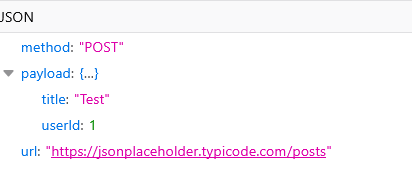 JSON
method: "POST"
payload: {…}
title: "Test"
userId: 1
url: "https://jsonplaceholder.typicode.com/posts"